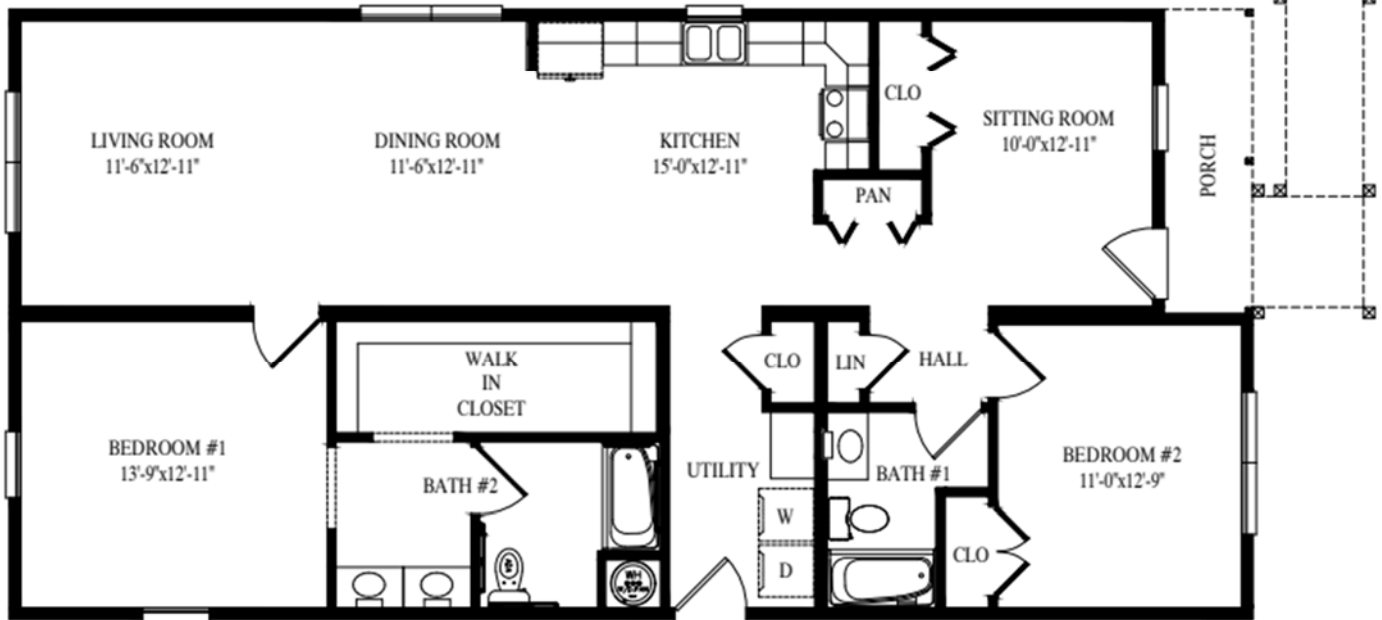 LIVING ROOM
11'-6"x12'-11"
DINING ROOM
11'-6"x12'-11"
KITCHEN
15'-0"x12'-11"
CLO
SITTING ROOM
10'-0"x12'-11"
PORCH
PAN
WALK
IN
CLOSET
CLO
LIN
HALL
BEDROOM #1
13'-9"x12'-11"
BATH #2
UTILITY
BATH #1
BEDROOM #2
11'-0"x12'-9"
W
D
CLO
WH